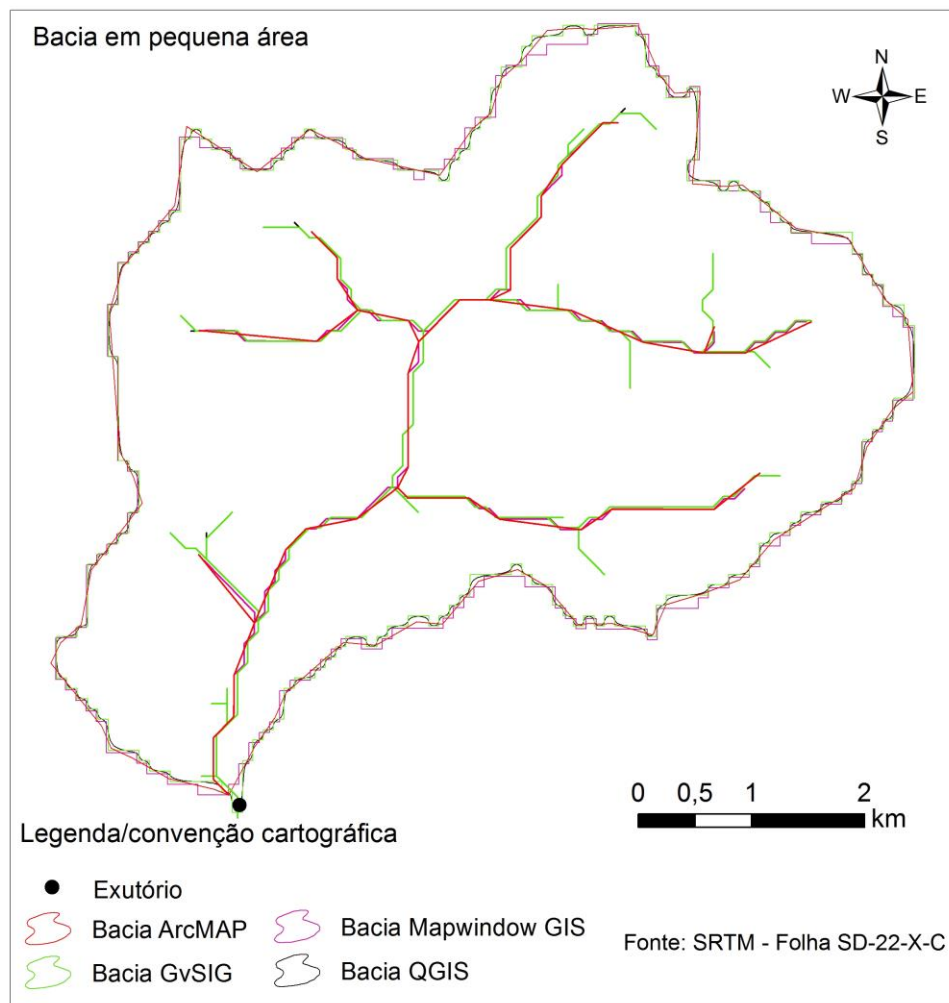 Bacia em pequena área
N
W E
S
0 0,5 1 2
km
Legenda/convenção cartográfica
Exutório
Bacia ArcMAP
Bacia Mapwindow GIS
Bacia GvSIG
Bacia QGIS
Fonte: SRTM - Folha SD-22-X-C